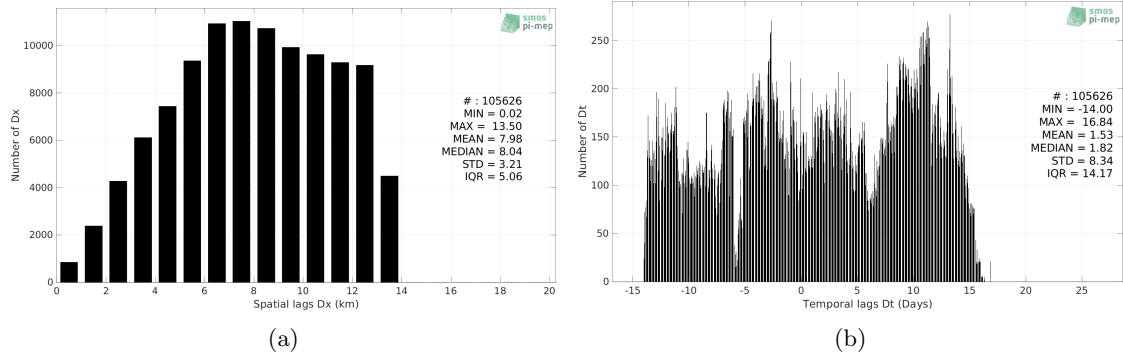 smos
pi-mep
10000
8000
6000
4000
2000
0
Number of Dx
# : 105626
MIN = 0.02
MAX = 13.50
MEAN = 7.98
MEDIAN = 8.04
STD = 3.21
IQR = 5.06
0 2 4 6 8 10 12 14 16 18 20
Spatial lags Dx (km)
(a)
smos
pi-mep
250
200
150
100
50
0
Number of Dt
# : 105626
MIN = -14.00
MAX = 16.84
MEAN = 1.53
MEDIAN = 1.82
STD = 8.34
IQR = 14.17
-15 -10 -5 0 5 10 15 20 25
Temporal lags Dt (Days)
(b)